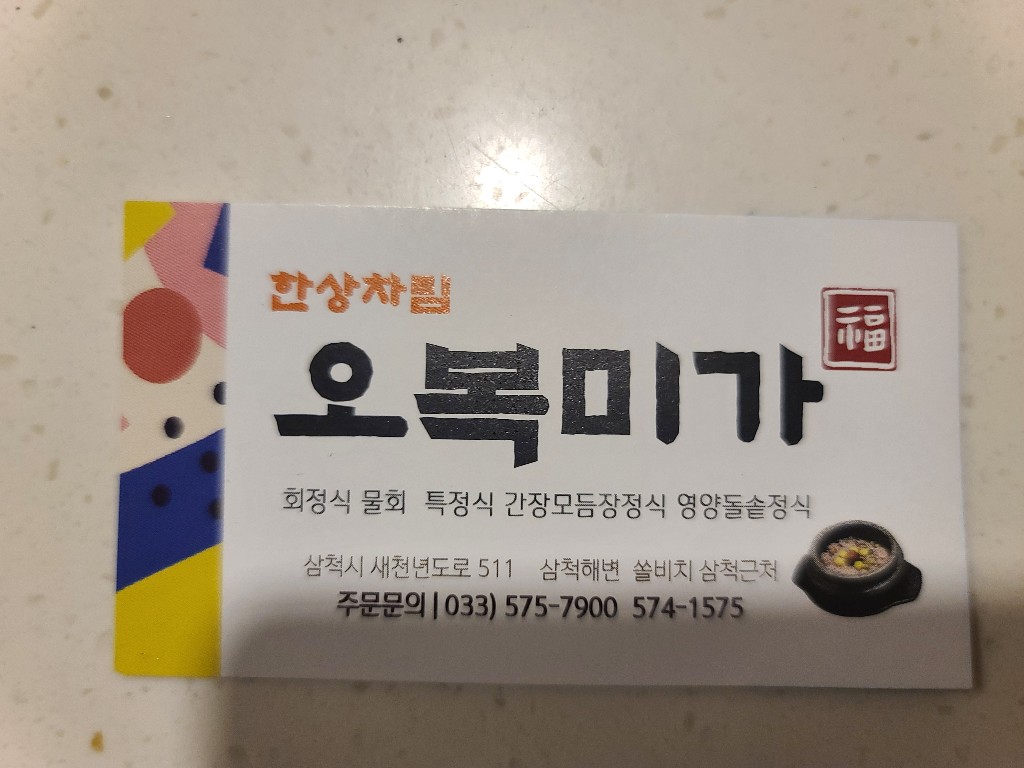 한상차림
福
오복미가
회정식 물회 특정식 간장모듬장정식 영양돌솥정식
삼척시 새천년도로 511 삼척해변 쏠비치 삼척근처
주문문의 | 033) 575-7900 574-1575